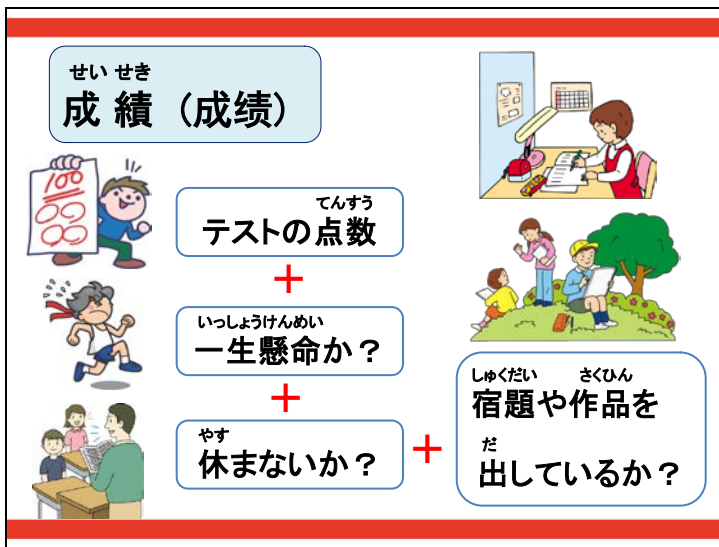 せい せき
成 績 （成绩）
100
てんすう
テストの点数
＋
いっしょうけんめい
一生懸命か？
＋
やす
休まないか？
＋
しゅくだい さくひん
宿題や作品を
だ
出しているか？